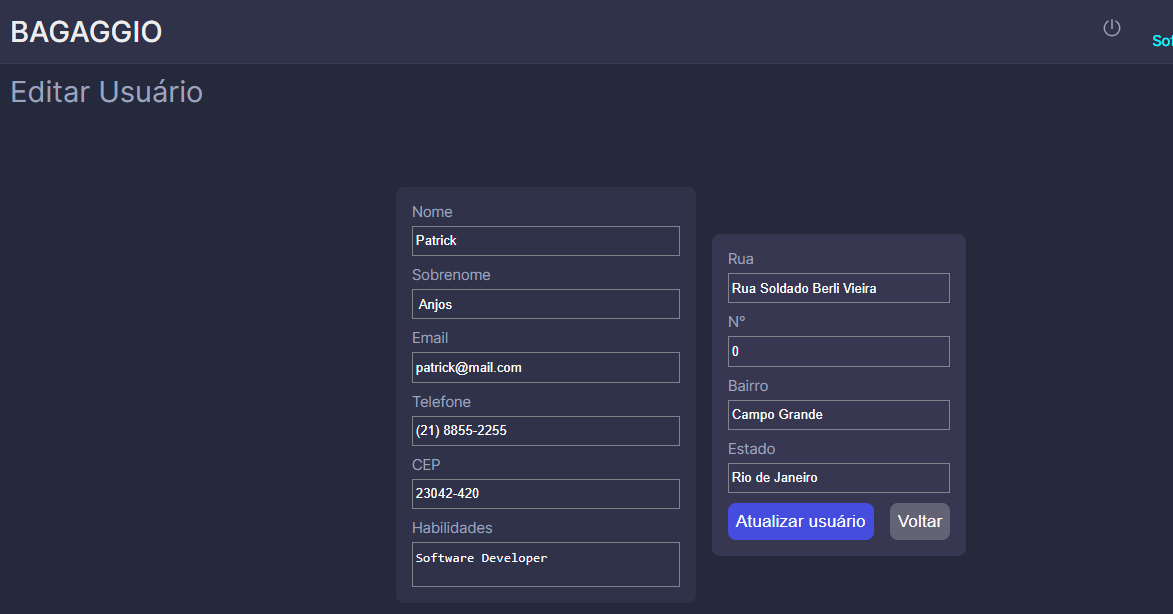 BAGAGGIO
Editar Usuário
Nome
Patrick
Sobrenome
Anjos
Email
patrick@mail.com
Telefone
(21) 8855-2255
CEP
23042-420
Habilidades
Software Developer
Rua
Rua Soldado Berli Vieira
N°
0
Bairro
Campo Grande
Estado
Rio de Janeiro
Atualizar usuário
Voltar